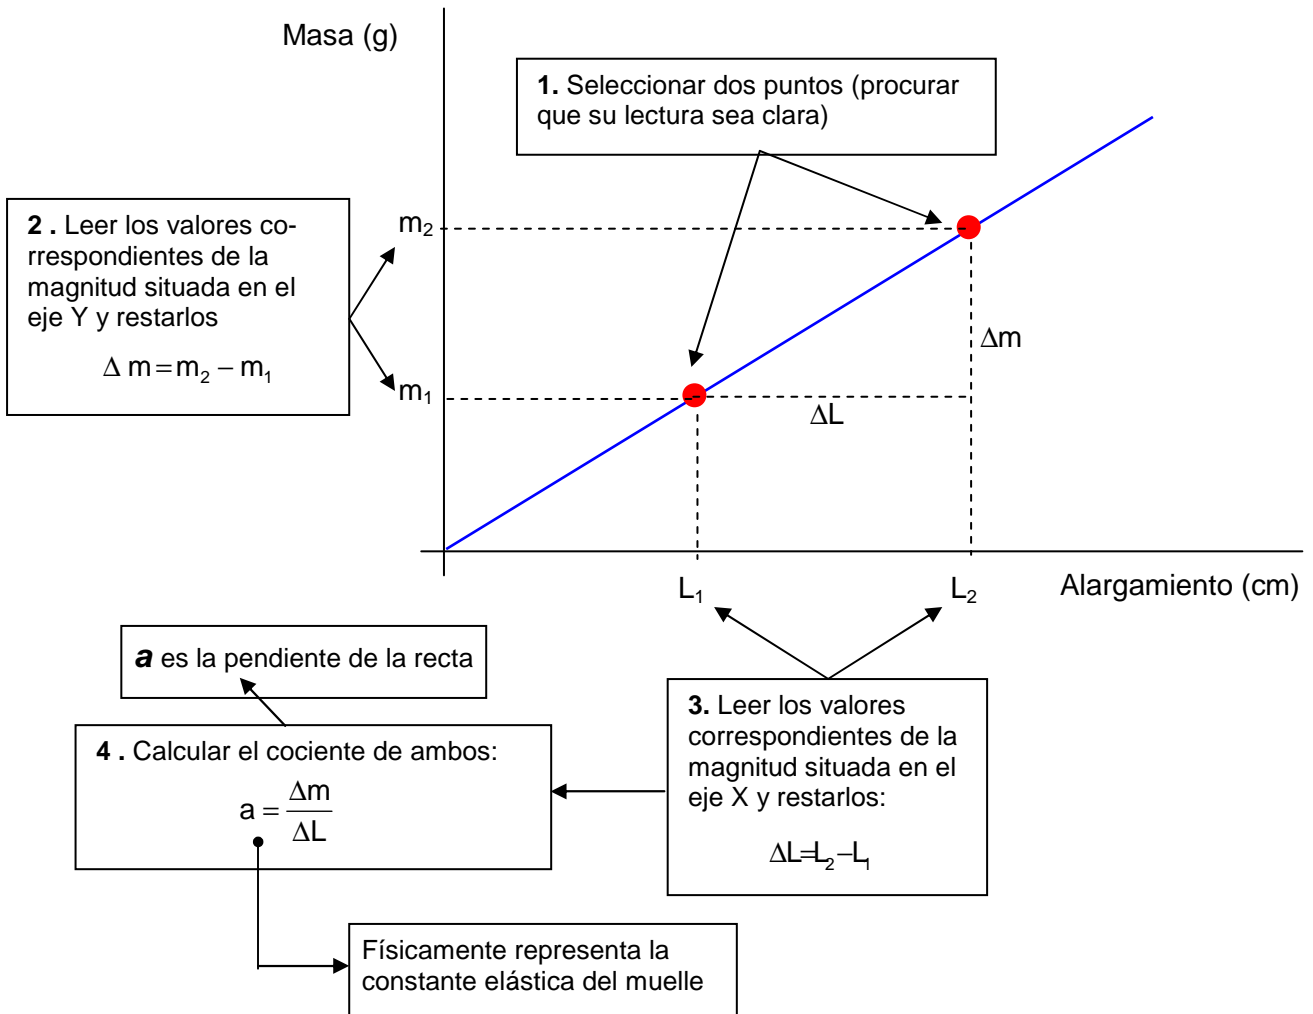 Masa (g)
1. Seleccionar dos puntos (procurar
que su lectura sea clara)
2 . Leer los valores co-
rrespondientes de la
magnitud situada en el
eje Y y restarlos
Δ m = m₂ − m₁
m₂
m₁
Δm
ΔL
L₁
L₂
Alargamiento (cm)
a es la pendiente de la recta
3. Leer los valores
correspondientes de la
magnitud situada en el
eje X y restarlos:
ΔL=L₂−L₁
4 . Calcular el cociente de ambos:
a = Δm/ΔL
Físicamente representa la
constante elástica del muelle